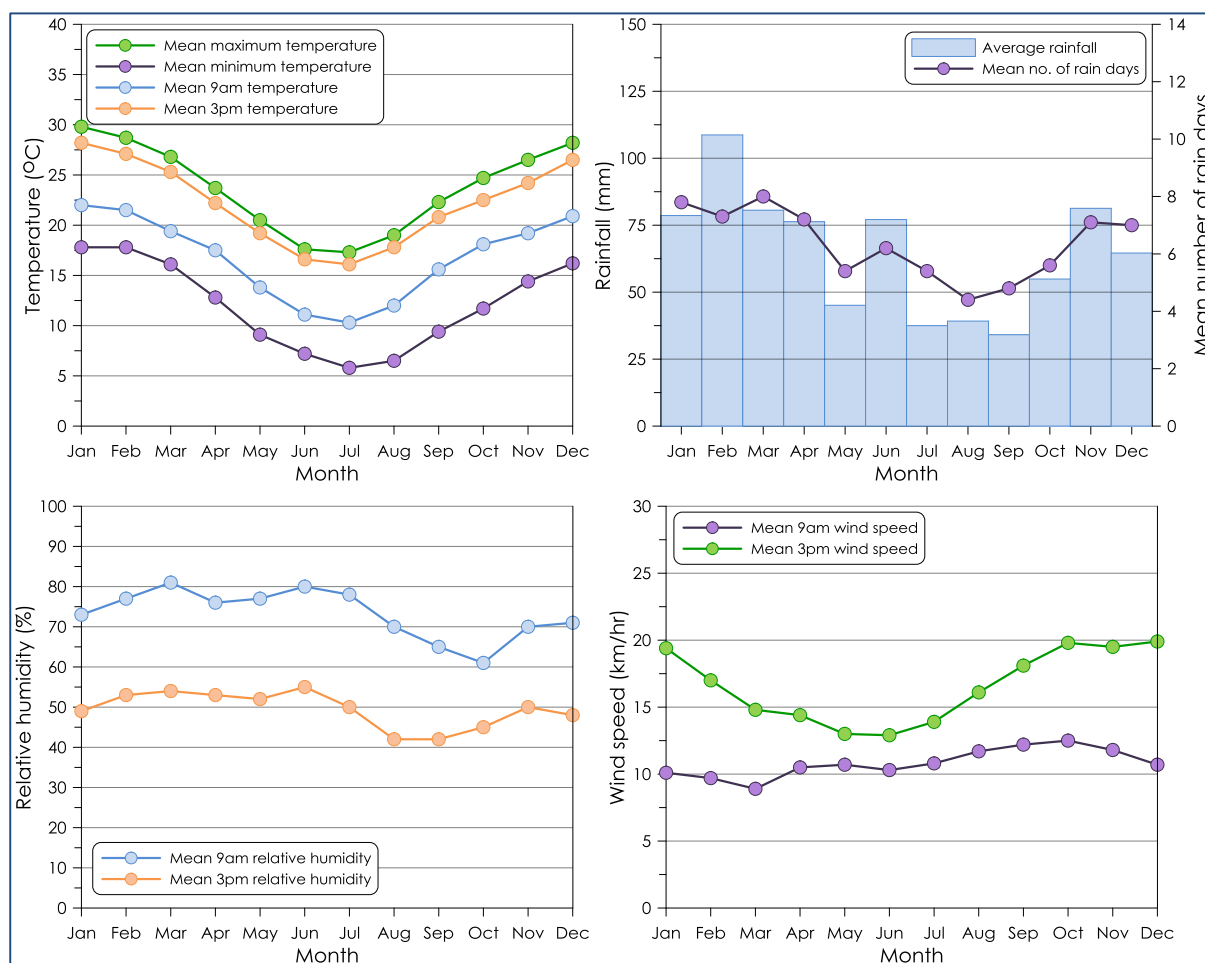 40
35
30
25
20
15
10
5
0
Temperature (OC)
Mean maximum temperature
Mean minimum temperature
Mean 9am temperature
Mean 3pm temperature
Jan Feb Mar Apr May Jun Jul Aug Sep Oct Nov Dec
Month
150
125
100
75
50
25
0
Rainfall (mm)
Average rainfall
Mean no. of rain days
14
12
10
8
6
4
2
0
Mean number of rain days
Jan Feb Mar Apr May Jun Jul Aug Sep Oct Nov Dec
Month
100
90
80
70
60
50
40
30
20
10
0
Relative humidity (%)
Mean 9am relative humidity
Mean 3pm relative humidity
Jan Feb Mar Apr May Jun Jul Aug Sep Oct Nov Dec
Month
30
25
20
15
10
5
0
Wind speed (km/hr)
Mean 9am wind speed
Mean 3pm wind speed
Jan Feb Mar Apr May Jun Jul Aug Sep Oct Nov Dec
Month